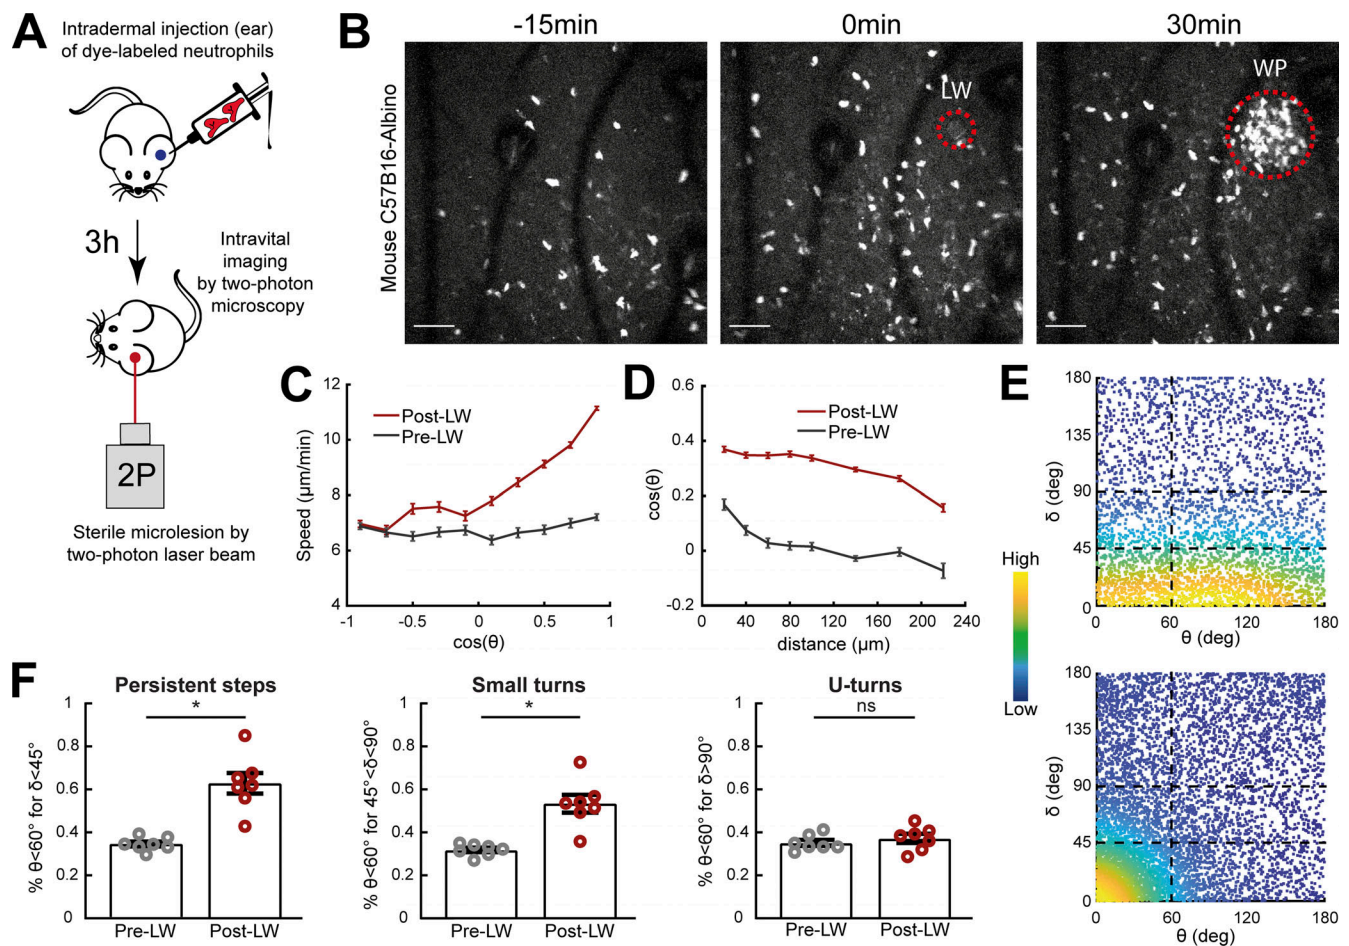 A
Intradermal injection (ear)
of dye-labeled neutrophils
3h
Intravital
imaging
by two-photon
microscopy
2P
Sterile microlesion by
two-photon laser beam
B
-15min
0min
30min
Mouse C57B16-Albino
LW
WP
C
12
10
8
6
4
Speed (µm/min)
Post-LW
Pre-LW
-1
-0.5
0
0.5
1
cos(θ)
D
0.6
0.4
0.2
0
-0.2
cos(θ)
Post-LW
Pre-LW
0
40
80
140
180
200
240
distance (µm)
E
High
Low
180
135
90
45
0
δ (deg)
0
60
120
180
θ (deg)
180
135
90
45
0
δ (deg)
0
60
120
180
θ (deg)
F
Persistent steps
*
% θ<60° for δ<45°
1
0.8
0.6
0.4
0.2
0
Pre-LW
Post-LW
Small turns
*
% θ<60° for 45°<δ<90°
1
0.8
0.6
0.4
0.2
0
Pre-LW
Post-LW
U-turns
ns
% θ<60° for δ>90°
1
0.8
0.6
0.4
0.2
0
Pre-LW
Post-LW